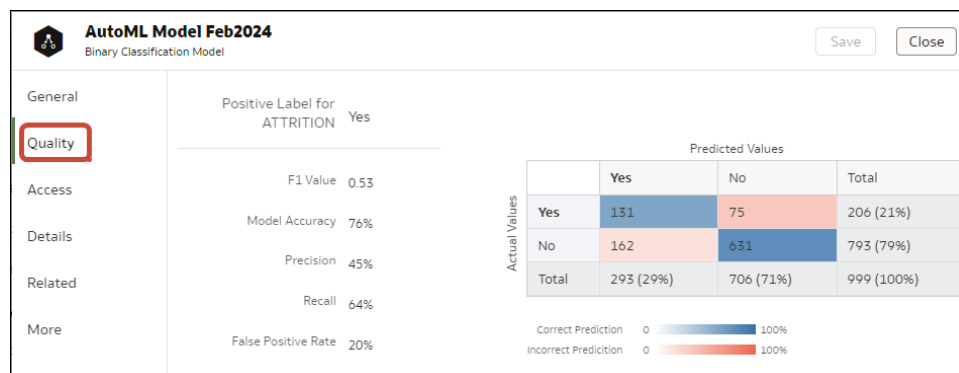 AutoML Model Feb2024
Binary Classification Model
Save
Close
General
Quality
Access
Details
Related
More
Positive Label for
ATTRITION Yes
F1 Value 0.53
Model Accuracy 76%
Precision 45%
Recall 64%
False Positive Rate 20%
Predicted Values
Actual Values
Yes No Total
Yes 131 75 206 (21%)
No 162 631 793 (79%)
Total 293 (29%) 706 (71%) 999 (100%)
Correct Prediction 0 100%
Incorrect Predicition 0 100%